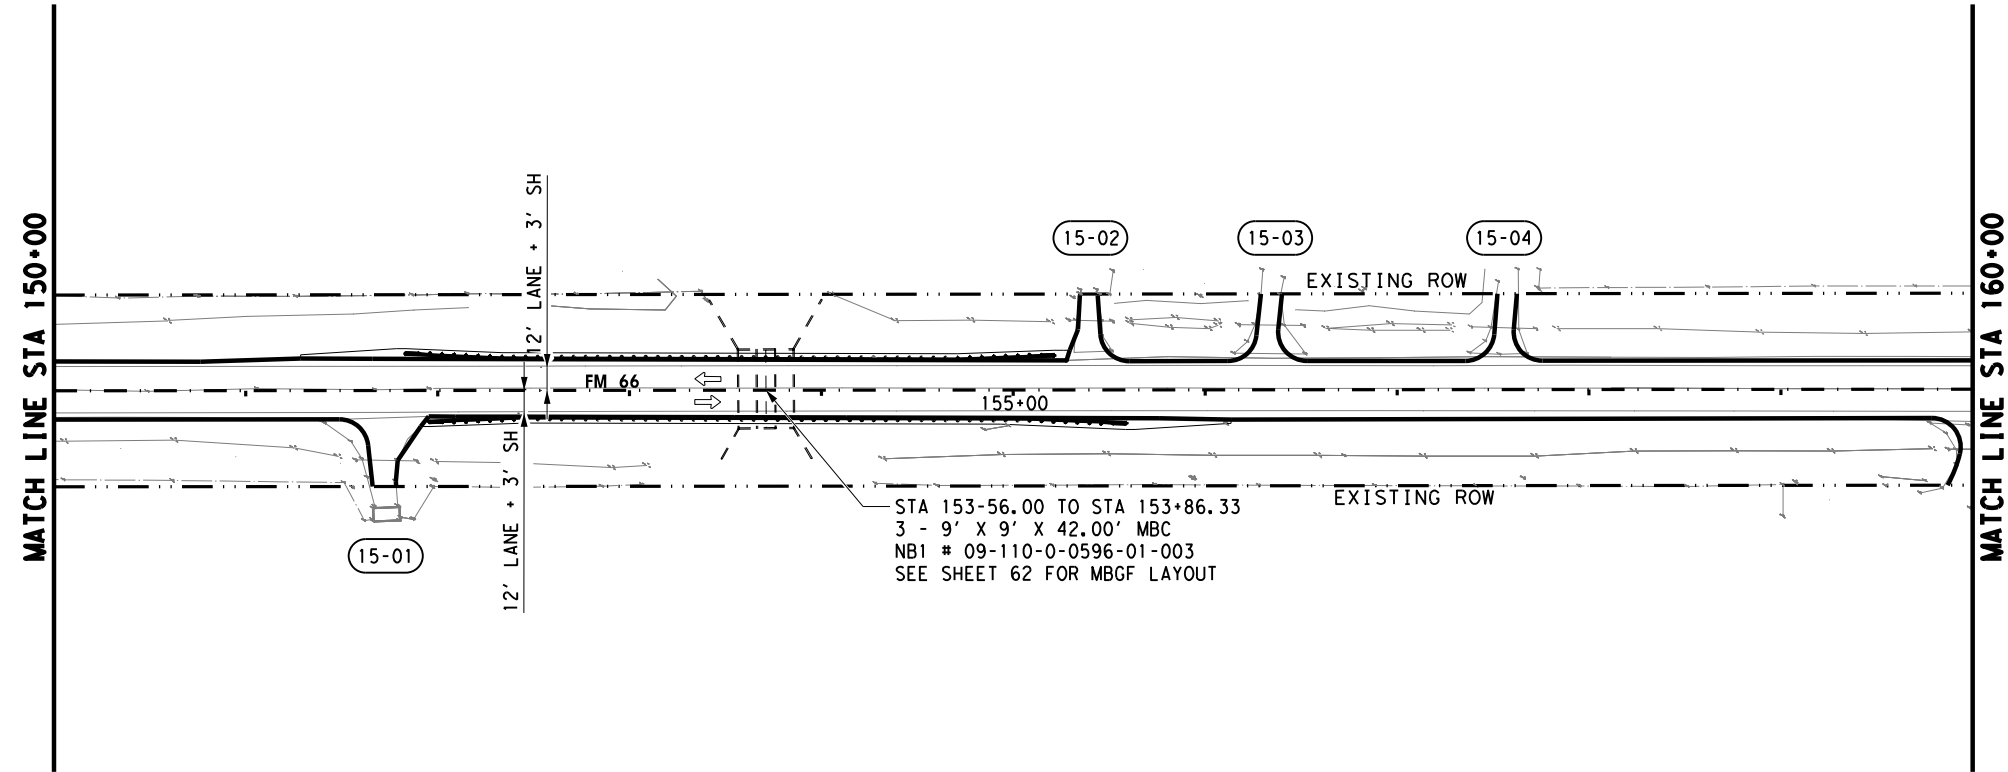 MATCH LINE STA 150+00
12' LANE + 3' SH
15-02
15-03
15-04
EXISTING ROW
FM 66
155+00
12' LANE + 3' SH
15-01
EXISTING ROW
STA 153-56.00 TO STA 153+86.33
3 - 9' X 9' X 42.00' MBC
NB1 # 09-110-0-0596-01-003
SEE SHEET 62 FOR MBGF LAYOUT
MATCH LINE STA 160+00